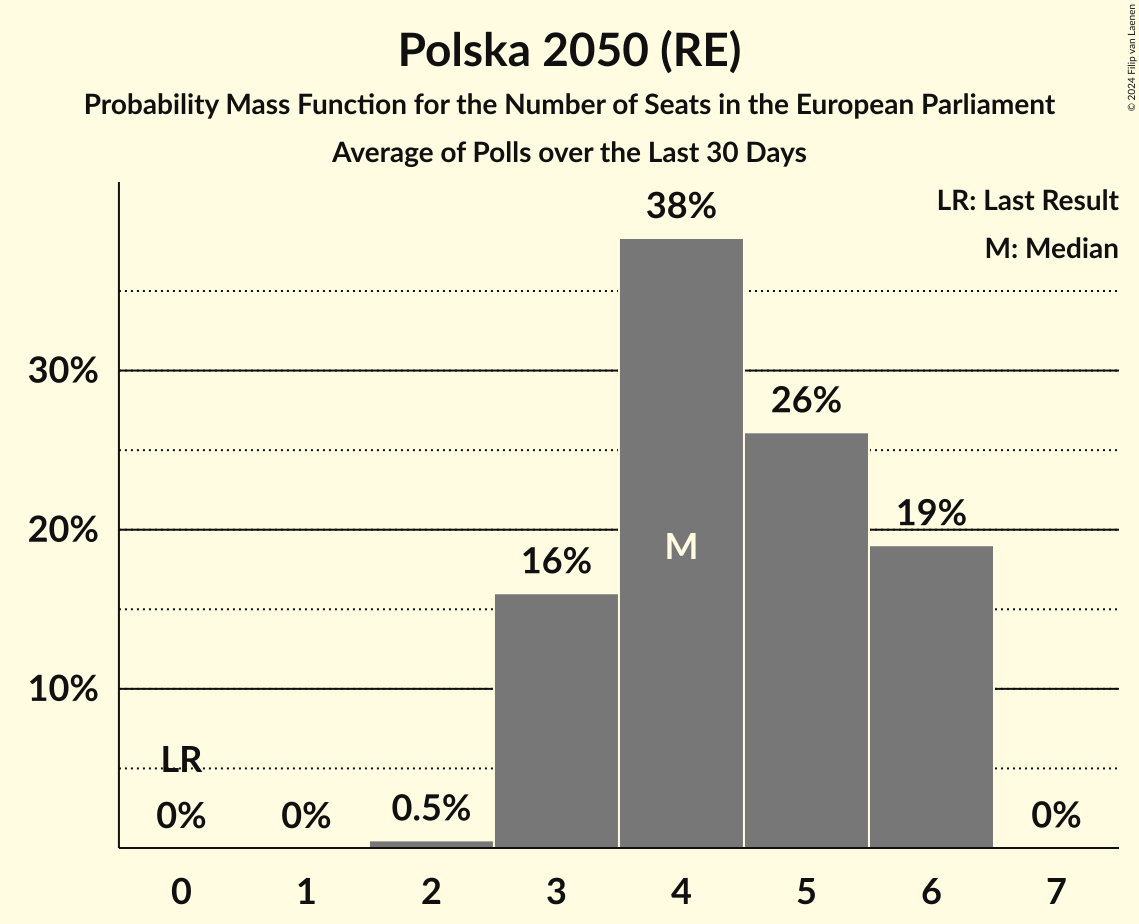 Polska 2050 (RE)
Probability Mass Function for the Number of Seats in the European Parliament
Average of Polls over the Last 30 Days
© 2024 Filip van Laenen
LR: Last Result
M: Median
38%
30%
26%
20%
19%
16%
M
10%
LR
0%
0%
0.5%
0%
0 1 2 3 4 5 6 7